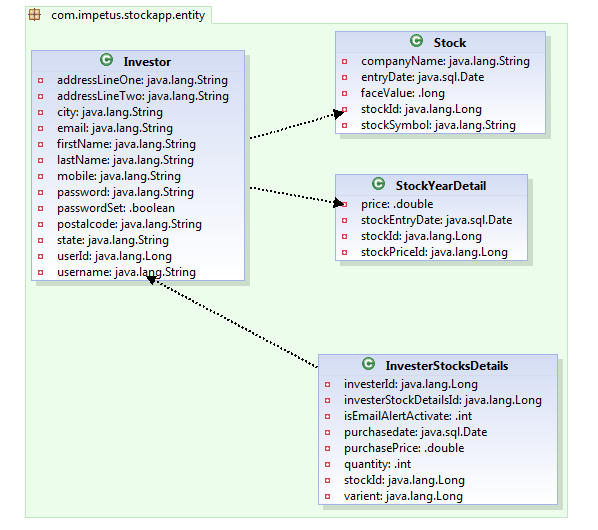 com.impetus.stockapp.entity
Investor
addressLineOne: java.lang.String
addressLineTwo: java.lang.String
city: java.lang.String
email: java.lang.String
firstName: java.lang.String
lastName: java.lang.String
mobile: java.lang.String
password: java.lang.String
passwordSet: .boolean
postalcode: java.lang.String
state: java.lang.String
userId: java.lang.Long
username: java.lang.String
Stock
companyName: java.lang.String
entryDate: java.sql.Date
faceValue: .long
stockId: java.lang.Long
stockSymbol: java.lang.String
StockYearDetail
price: .double
stockEntryDate: java.sql.Date
stockId: java.lang.Long
stockPriceId: java.lang.Long
InvesterStocksDetails
investerId: java.lang.Long
investerStockDetailsId: java.lang.Long
isEmailAlertActivate: .int
purchasedate: java.sql.Date
purchasePrice: .double
quantity: .int
stockId: java.lang.Long
varient: java.lang.Long